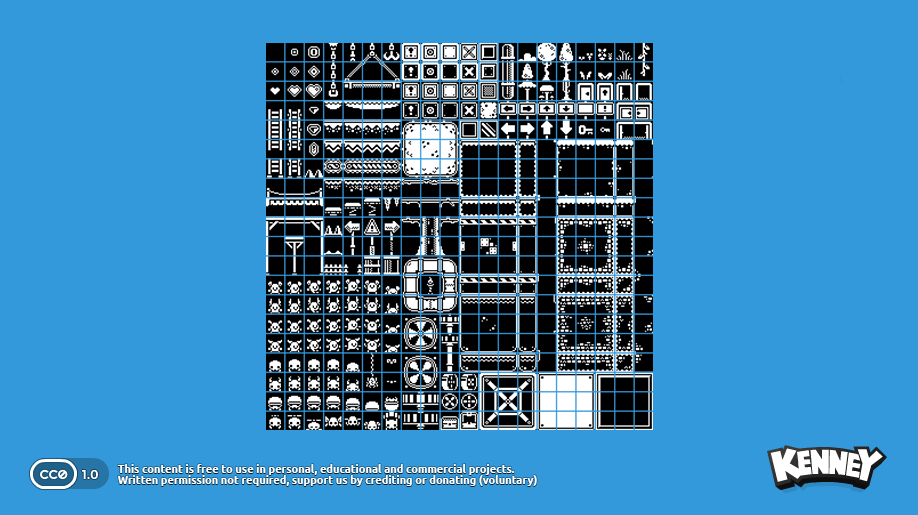 CC0 1.0
This content is free to use in personal, educational and commercial projects.
Written permission not required, support us by crediting or donating (voluntary)
KENNEY